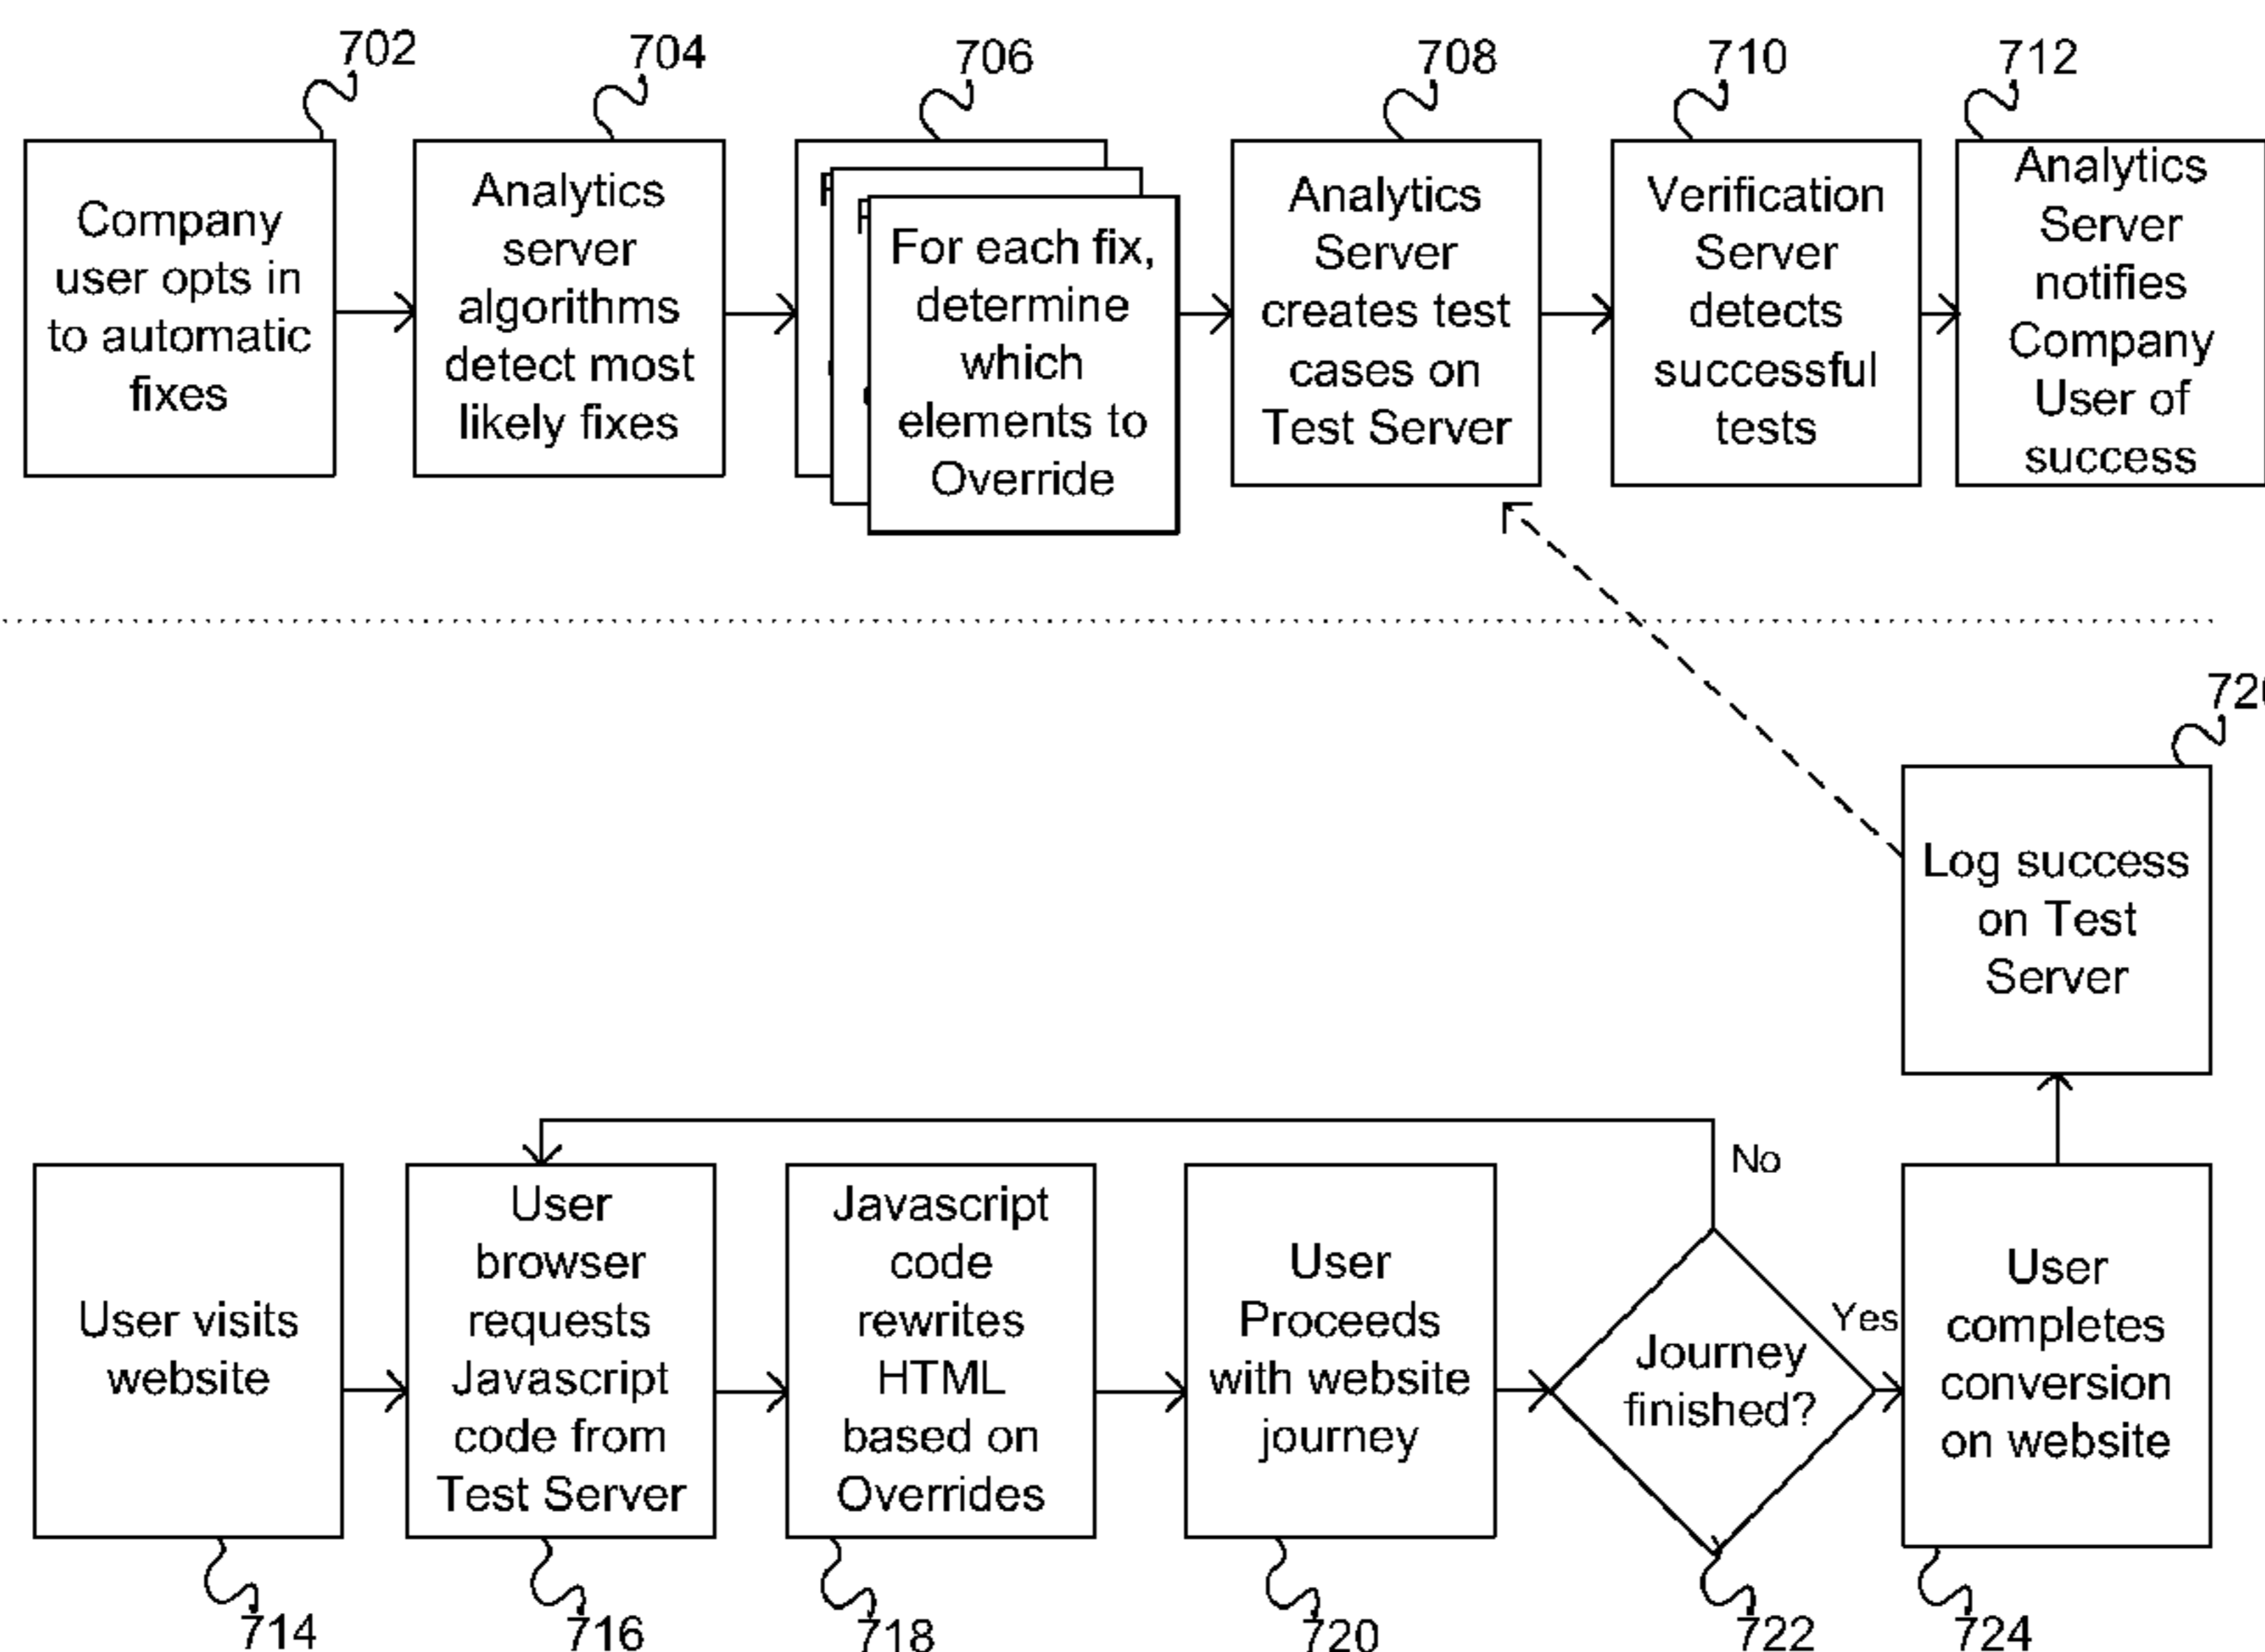 702
704
706
708
710
712
Company
user opts in
to automatic
fixes
Analytics
server
algorithms
detect most
likely fixes
For each fix,
determine
which
elements to
Override
Analytics
Server
creates test
cases on
Test Server
Verification
Server
detects
successful
tests
Analytics
Server
notifies
Company
User of
success
Log success
on Test
Server
User visits
website
User
browser
requests
Javascript
code from
Test Server
Javascript
code
rewrites
HTML
based on
Overrides
User
Proceeds
with website
journey
No
Journey
finished?
Yes
User
completes
conversion
on website
714
716
718
720
722
724